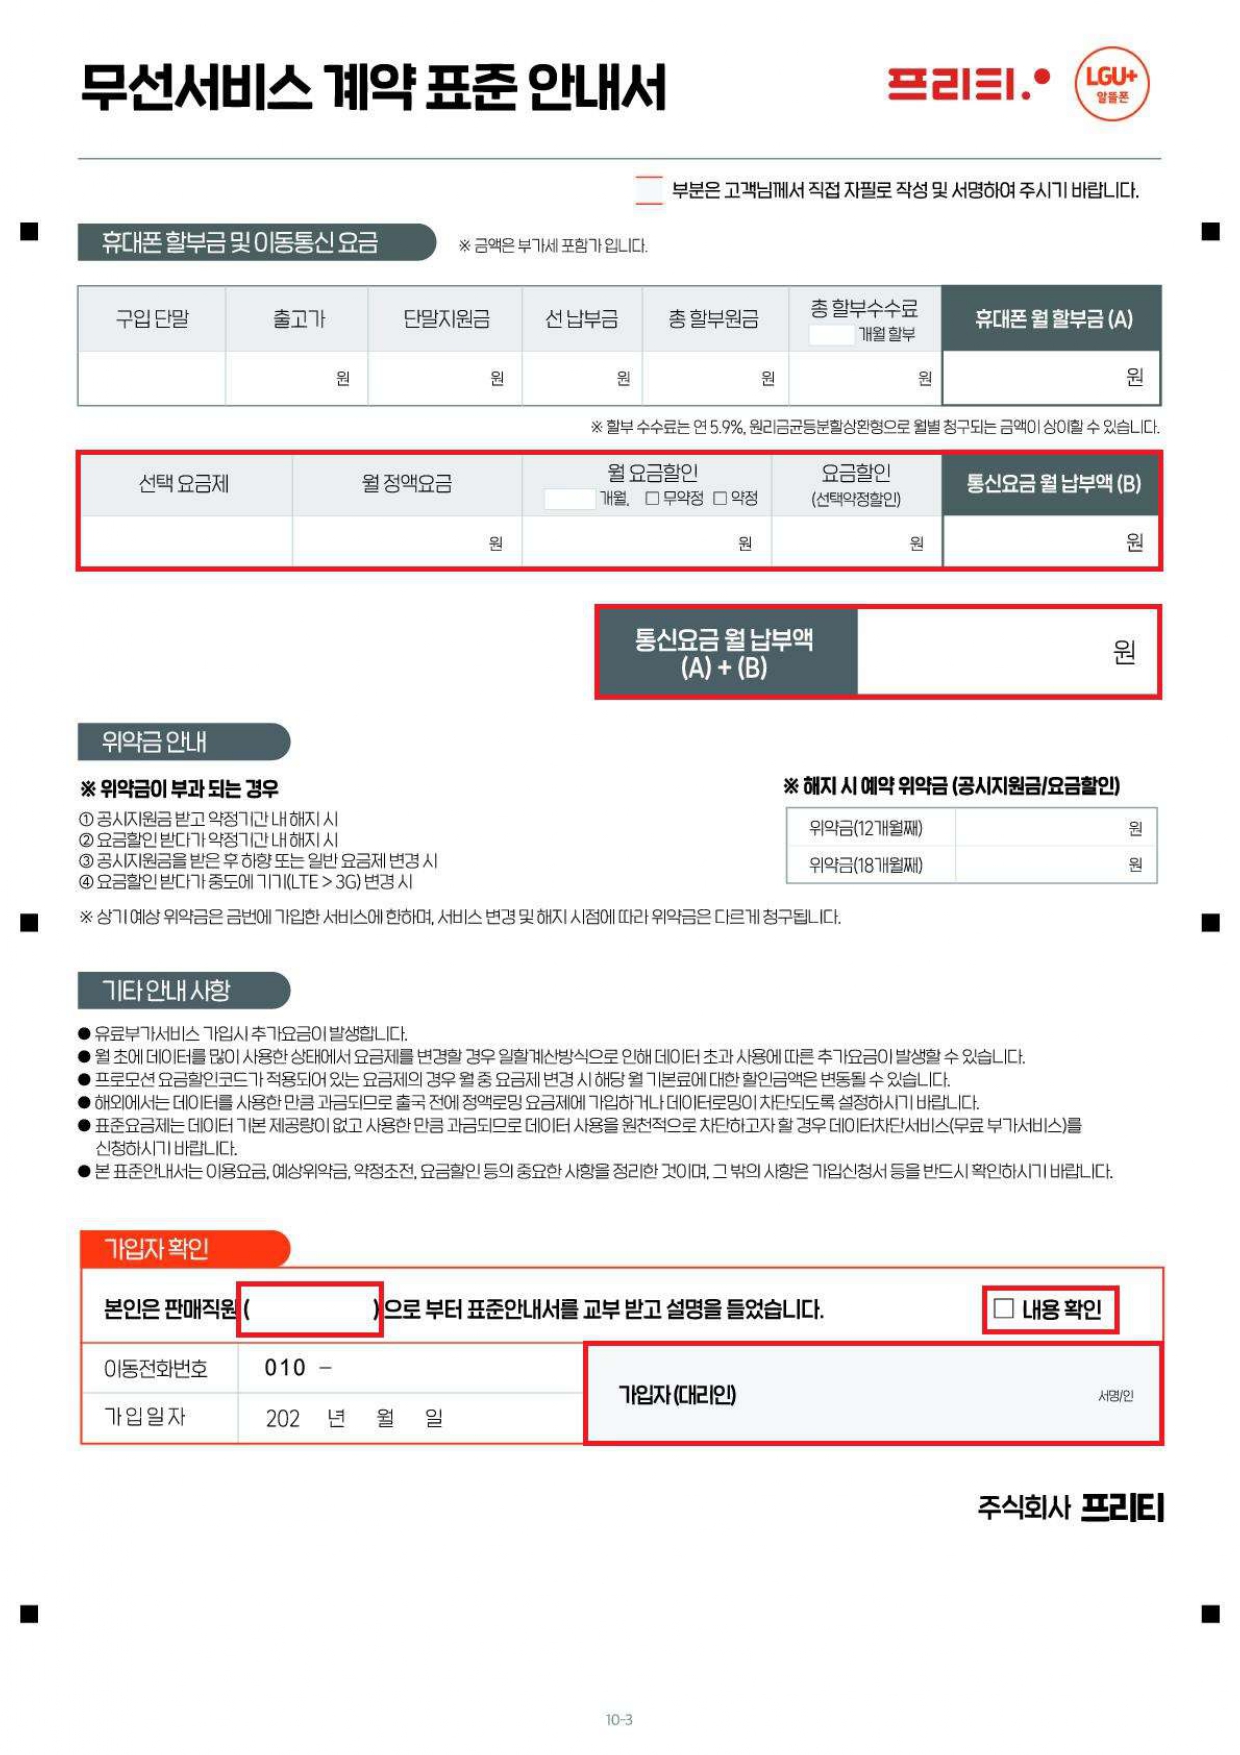 무선서비스 계약 표준 안내서
프리티.
LGU+
알뜰폰
부분은 고객님께서 직접 자필로 작성 및 서명하여 주시기 바랍니다.
휴대폰 할부금 및 이동통신 요금
※ 금액은 부가세 포함가 입니다.
구입 단말 출고가 단말지원금 선 납부금 총 할부원금 총 할부수수료 개월 할부 휴대폰 월 할부금 (A)
원 원 원 원 원 원
※ 할부 수수료는 연 5.9%, 원리금균등분할상환형으로 월별 청구되는 금액이 상이할 수 있습니다.
선택 요금제 월 정액요금 월 요금할인 개월, □ 무약정 □ 약정 요금할인 (선택약정할인) 통신요금 월 납부액 (B)
원 원 원 원
통신요금 월 납부액
(A) + (B)
원
위약금 안내
※ 위약금이 부과 되는 경우
① 공시지원금 받고 약정기간 내 해지 시
② 요금할인 받다가 약정기간 내 해지 시
③ 공시지원금을 받은 후 하향 또는 일반 요금제 변경 시
④ 요금할인 받다가 중도에 기기(LTE > 3G) 변경 시
※ 해지 시 예약 위약금 (공시지원금/요금할인)
위약금(12개월째) 원
위약금(18개월째) 원
※ 상기 예상 위약금은 금번에 가입한 서비스에 한하며, 서비스 변경 및 해지 시점에 따라 위약금은 다르게 청구됩니다.
기타 안내 사항
● 유료부가서비스 가입시 추가요금이 발생합니다.
● 월 초에 데이터를 많이 사용한 상태에서 요금제를 변경할 경우 일할계산방식으로 인해 데이터 초과 사용에 따른 추가요금이 발생할 수 있습니다.
● 프로모션 요금할인코드가 적용되어 있는 요금제의 경우 월 중 요금제 변경 시 해당 월 기본료에 대한 할인금액은 변동될 수 있습니다.
● 해외에서는 데이터를 사용한 만큼 과금되므로 출국 전에 정액로밍 요금제에 가입하거나 데이터로밍이 차단되도록 설정하시기 바랍니다.
● 표준요금제는 데이터 기본 제공량이 없고 사용한 만큼 과금되므로 데이터 사용을 원천적으로 차단하고자 할 경우 데이터차단서비스(무료 부가서비스)를
신청하시기 바랍니다.
● 본 표준안내서는 이용요금, 예상위약금, 약정조전, 요금할인 등의 중요한 사항을 정리한 것이며, 그 밖의 사항은 가입신청서 등을 반드시 확인하시기 바랍니다.
가입자 확인
본인은 판매직원 ( ) 으로 부터 표준안내서를 교부 받고 설명을 들었습니다. □ 내용 확인
이동전화번호 010 –
가입자 (대리인) 서명/인
가입일자 202 년 월 일
주식회사 프리티
10-3